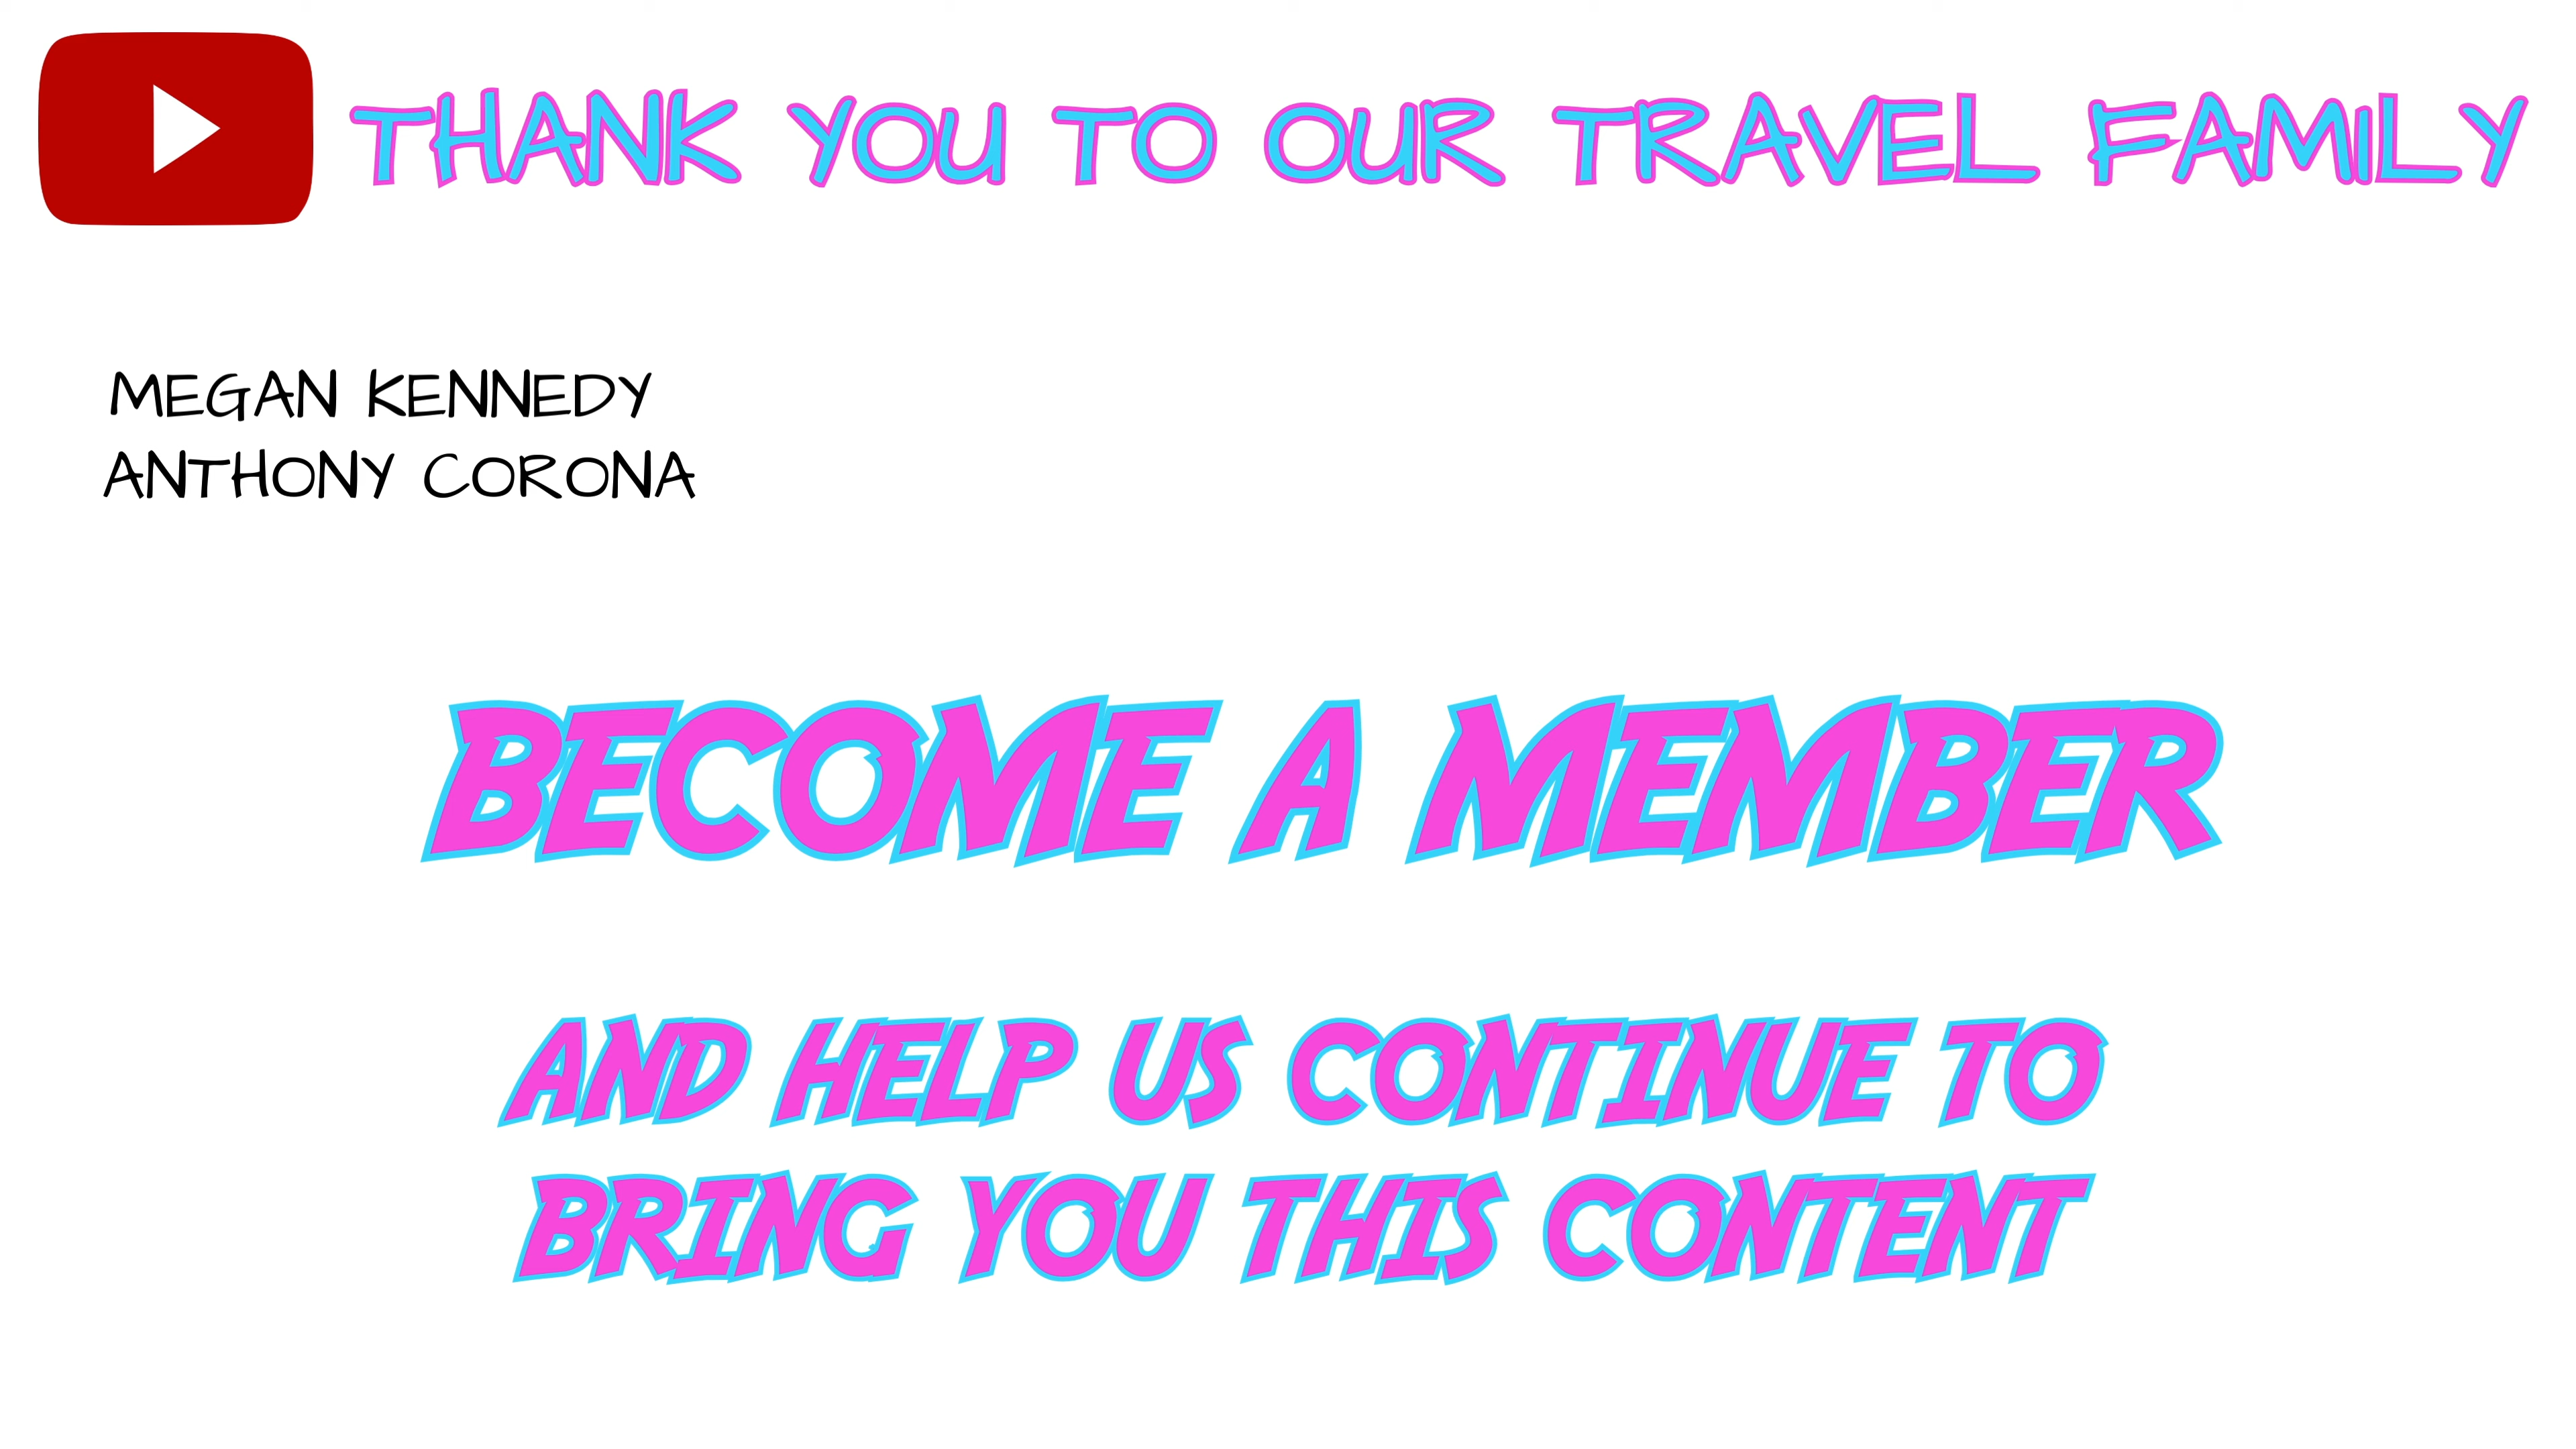 THANK YOU TO OUR TRAVEL FAMILY
MEGAN KENNEDY
ANTHONY CORONA
BECOME A MEMBER
AND HELP US CONTINUE TO
BRING YOU THIS CONTENT